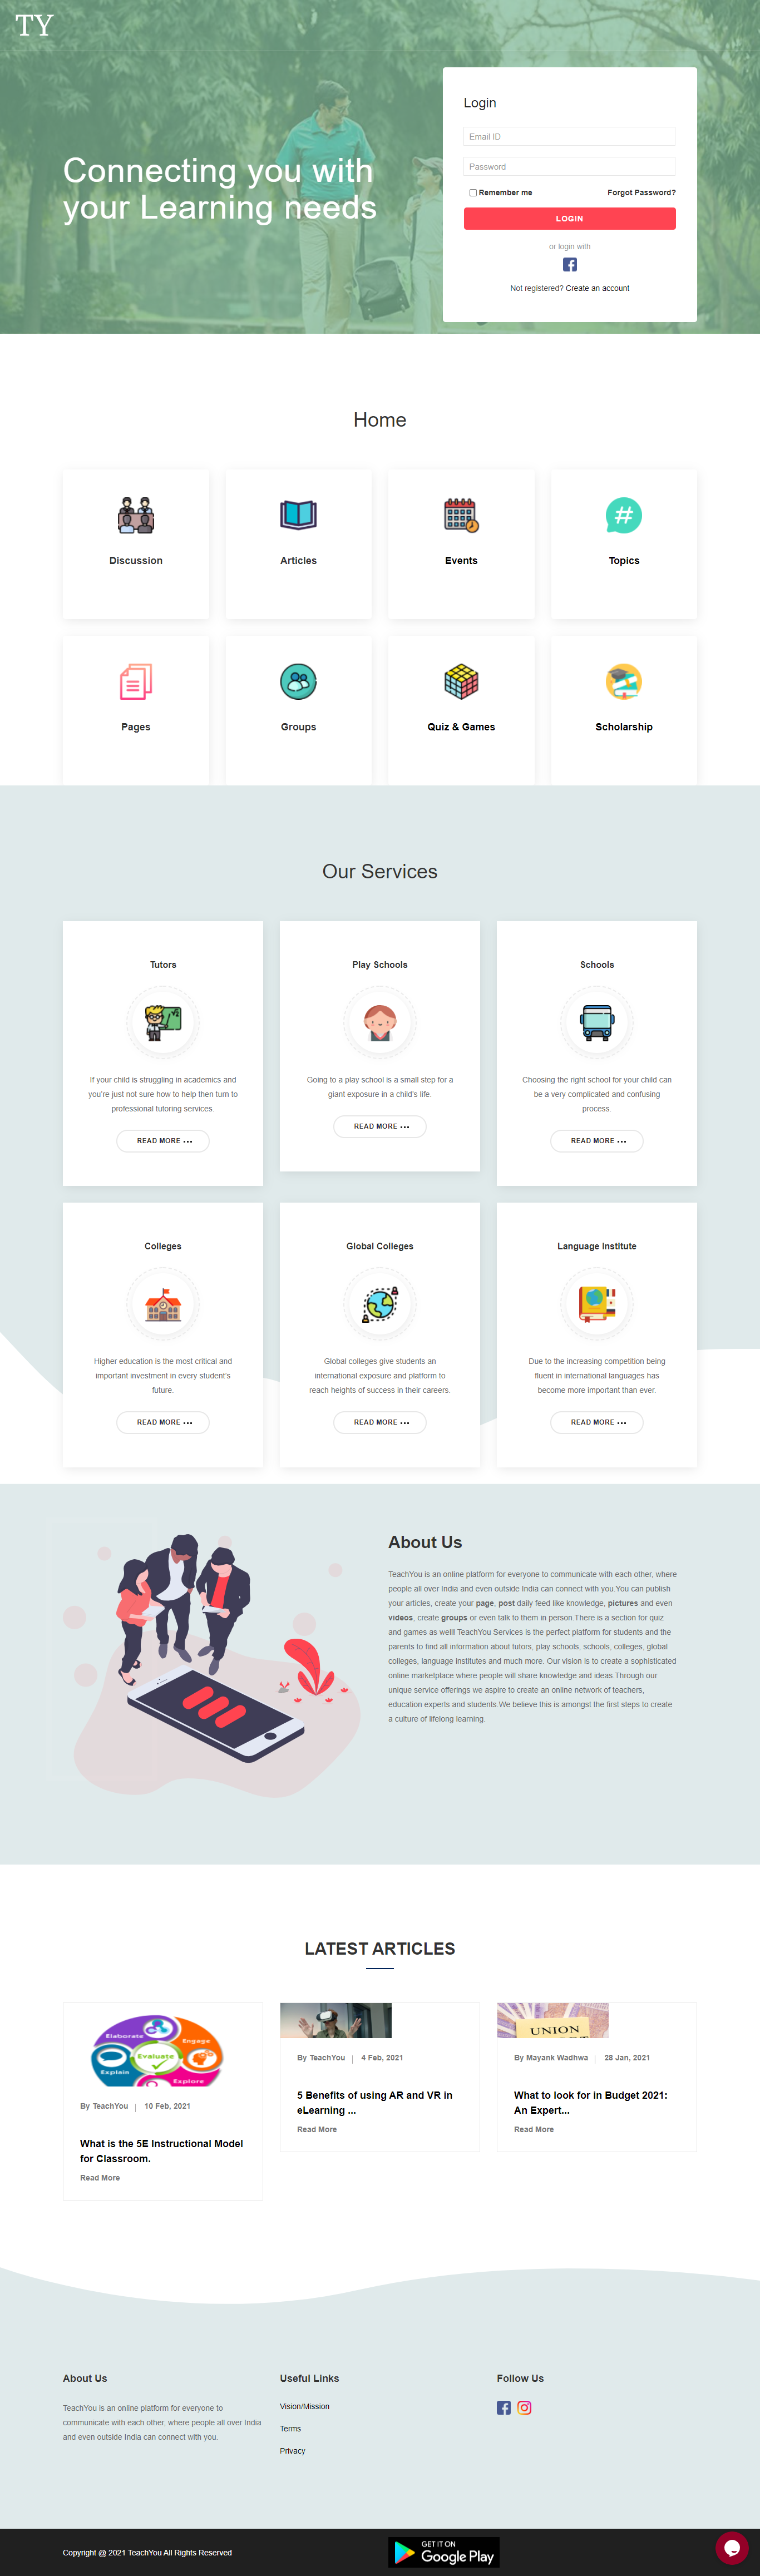 TY
Connecting you with
your Learning needs
Login
Email ID
Password
Remember me
Forgot Password?
LOGIN
or login with
Not registered? Create an account
Home
Discussion
Articles
Events
Topics
Pages
Groups
Quiz & Games
Scholarship
Our Services
Tutors
If your child is struggling in academics and
you're just not sure how to help then turn to
professional tutoring services.
READ MORE •••
Play Schools
Going to a play school is a small step for a
giant exposure in a child's life.
READ MORE •••
Schools
Choosing the right school for your child can
be a very complicated and confusing
process.
READ MORE •••
Colleges
Higher education is the most critical and
important investment in every student's
future.
READ MORE •••
Global Colleges
Global colleges give students an
international exposure and platform to
reach heights of success in their careers.
READ MORE •••
Language Institute
Due to the increasing competition being
fluent in international languages has
become more important than ever.
READ MORE •••
About Us
TeachYou is an online platform for everyone to communicate with each other, where
people all over India and even outside India can connect with you.You can publish
your articles, create your page, post daily feed like knowledge, pictures and even
videos, create groups or even talk to them in person.There is a section for quiz
and games as well! TeachYou Services is the perfect platform for students and the
parents to find all information about tutors, play schools, schools, colleges, global
colleges, language institutes and much more. Our vision is to create a sophisticated
online marketplace where people will share knowledge and ideas.Through our
unique service offerings we aspire to create an online network of teachers,
education experts and students.We believe this is amongst the first steps to create
a culture of lifelong learning.
LATEST ARTICLES
Elaborate
Engage
Evaluate
Explain
Explore
By TeachYou | 10 Feb, 2021
What is the 5E Instructional Model
for Classroom.
Read More
By TeachYou | 4 Feb, 2021
5 Benefits of using AR and VR in
eLearning ...
Read More
UNION
By Mayank Wadhwa | 28 Jan, 2021
What to look for in Budget 2021:
An Expert...
Read More
About Us
TeachYou is an online platform for everyone to
communicate with each other, where people all over India
and even outside India can connect with you.
Useful Links
Vision/Mission
Terms
Privacy
Follow Us
Copyright @ 2021 TeachYou All Rights Reserved
GET IT ON
Google Play